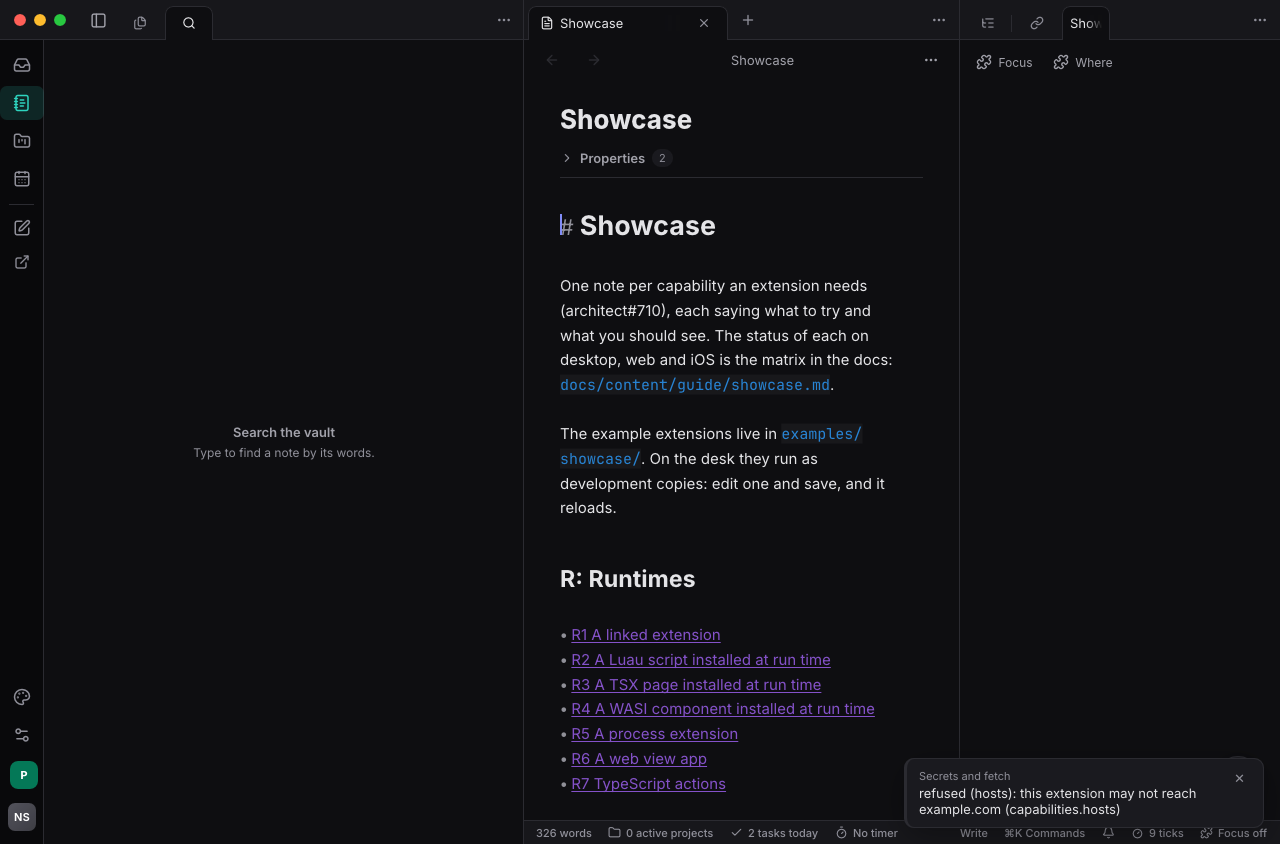 Showcase
Show
Showcase
Focus
Where
Showcase
Properties 2
# Showcase
One note per capability an extension needs
(architect#710), each saying what to try and
what you should see. The status of each on
desktop, web and iOS is the matrix in the docs:
docs/content/guide/showcase.md.
The example extensions live in examples/
showcase/. On the desk they run as
development copies: edit one and save, and it
reloads.
R: Runtimes
• R1 A linked extension
• R2 A Luau script installed at run time
• R3 A TSX page installed at run time
• R4 A WASI component installed at run time
• R5 A process extension
• R6 A web view app
• R7 TypeScript actions
Search the vault
Type to find a note by its words.
P
NS
Secrets and fetch
refused (hosts): this extension may not reach
example.com (capabilities.hosts)
326 words
0 active projects
2 tasks today
No timer
Write
⌘K Commands
9 ticks
Focus off